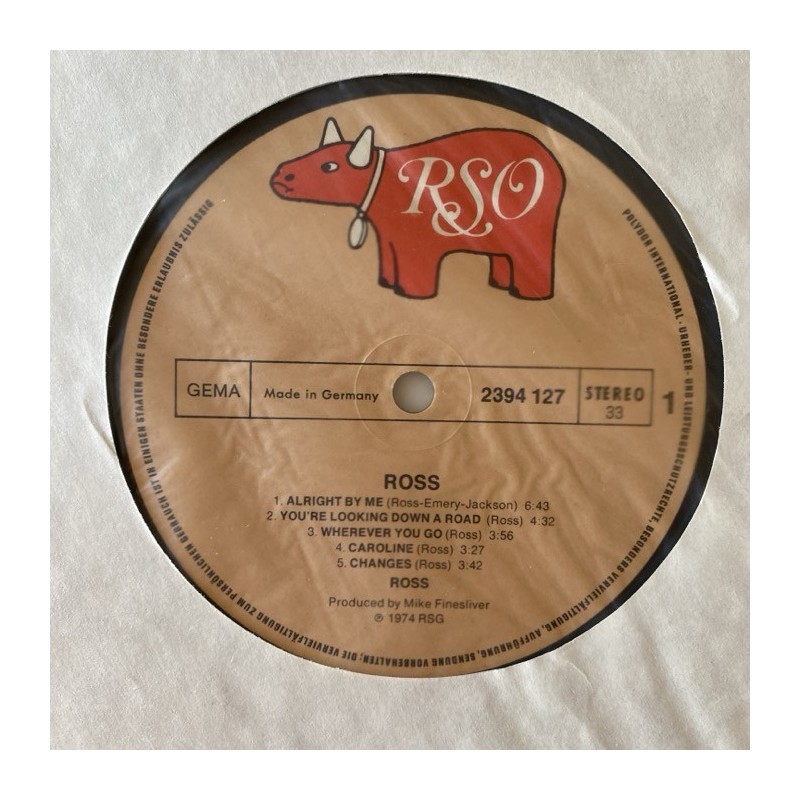 RSO
GEMA
Made in Germany
2394 127
STEREO
33
1
ROSS
1. ALRIGHT BY ME (Ross-Emery-Jackson) 6:43
2. YOU'RE LOOKING DOWN A ROAD (Ross) 4:32
3. WHEREVER YOU GO (Ross) 3:56
4. CAROLINE (Ross) 3:27
5. CHANGES (Ross) 3:42
ROSS
Produced by Mike Finesliver
℗ 1974 RSG
POLYDOR INTERNATIONAL · URHEBER- UND LEISTUNGSSCHUTZRECHTE, BESONDERS VERVIELFÄLTIGUNG, AUFFÜHRUNG, SENDUNG VORBEHALTEN; DIE VERVIELFÄLTIGUNG ZUM PERSÖNLICHEN GEBRAUCH IST IN EINIGEN STAATEN OHNE BESONDERE ERLAUBNIS ZULÄSSIG